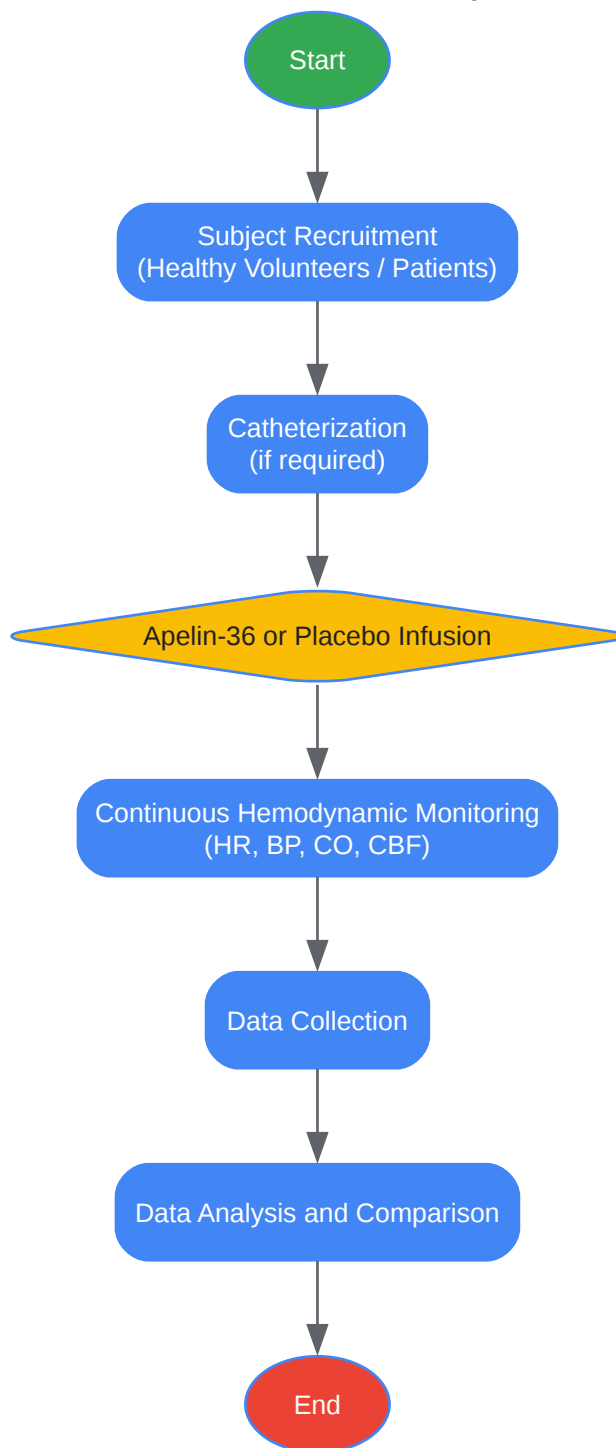 Start
Subject Recruitment
(Healthy Volunteers / Patients)
Catheterization
(if required)
Apelin-36 or Placebo Infusion
Continuous Hemodynamic Monitoring
(HR, BP, CO, CBF)
Data Collection
Data Analysis and Comparison
End